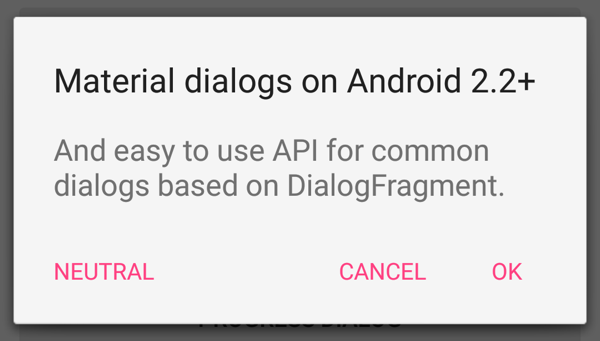 Material dialogs on Android 2.2+
And easy to use API for common
dialogs based on DialogFragment.
NEUTRAL CANCEL OK